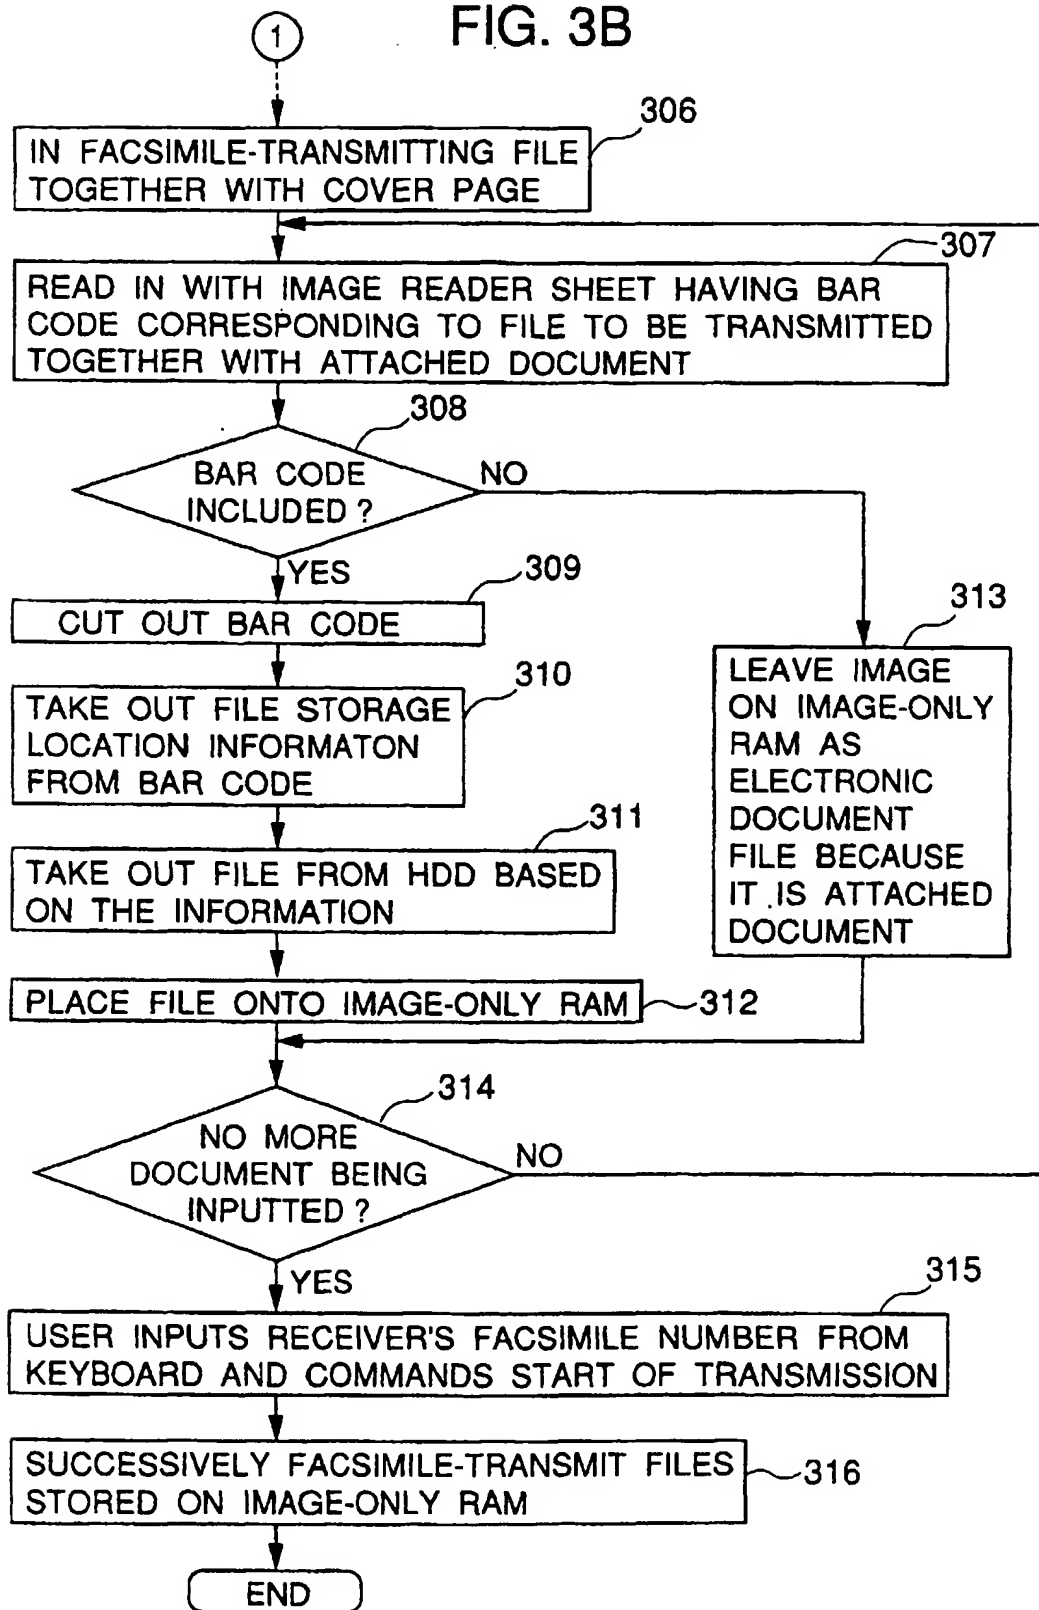 1
FIG. 3B
306
IN FACSIMILE-TRANSMITTING FILE
TOGETHER WITH COVER PAGE
307
READ IN WITH IMAGE READER SHEET HAVING BAR
CODE CORRESPONDING TO FILE TO BE TRANSMITTED
TOGETHER WITH ATTACHED DOCUMENT
308
BAR CODE
INCLUDED ?
NO
YES
309
CUT OUT BAR CODE
310
TAKE OUT FILE STORAGE
LOCATION INFORMATON
FROM BAR CODE
311
TAKE OUT FILE FROM HDD BASED
ON THE INFORMATION
PLACE FILE ONTO IMAGE-ONLY RAM
312
313
LEAVE IMAGE
ON IMAGE-ONLY
RAM AS
ELECTRONIC
DOCUMENT
FILE BECAUSE
IT IS ATTACHED
DOCUMENT
314
NO MORE
DOCUMENT BEING
INPUTTED ?
NO
YES
315
USER INPUTS RECEIVER'S FACSIMILE NUMBER FROM
KEYBOARD AND COMMANDS START OF TRANSMISSION
SUCCESSIVELY FACSIMILE-TRANSMIT FILES
STORED ON IMAGE-ONLY RAM
316
END